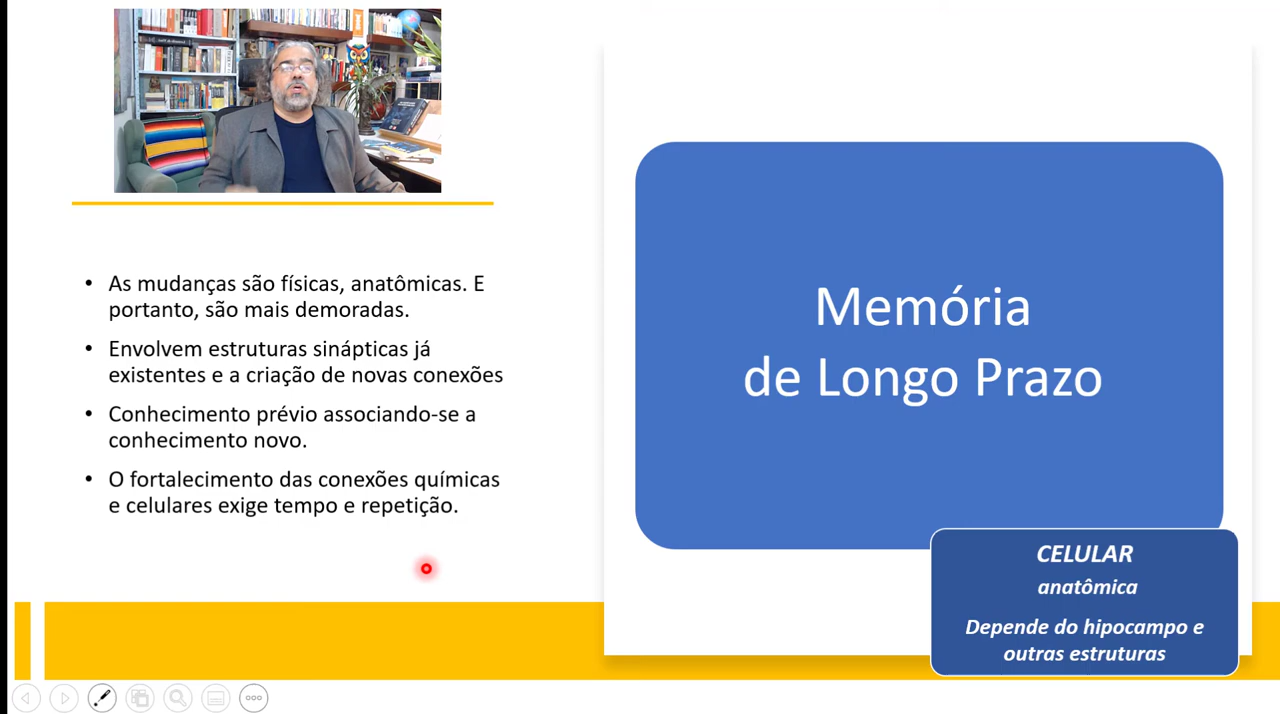 As mudanças são físicas, anatômicas. E
portanto, são mais demoradas.
Envolvem estruturas sinápticas já
existentes e a criação de novas conexões
Conhecimento prévio associando-se a
conhecimento novo.
O fortalecimento das conexões químicas
e celulares exige tempo e repetição.
Memória
de Longo Prazo
CELULAR
anatômica
Depende do hipocampo e
outras estruturas